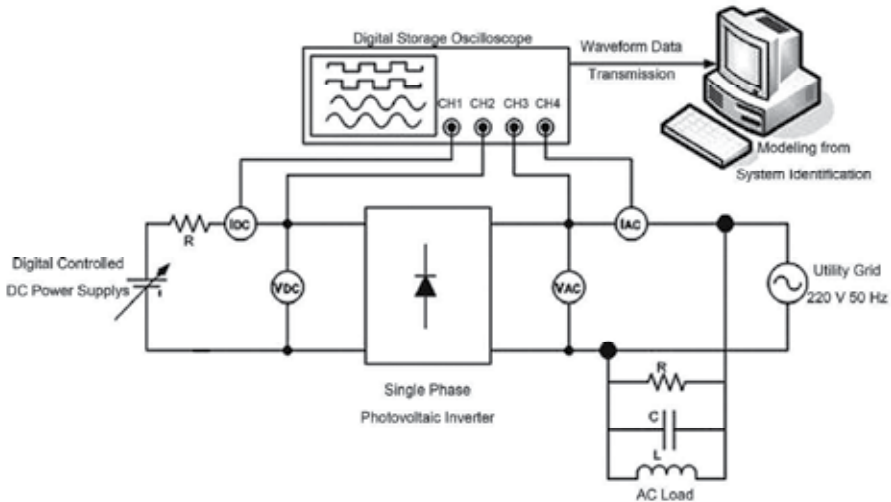 Digital Storage Oscilloscope
CH1 CH2 CH3 CH4
Waveform Data
Transmission
Modeling from
System Identification
R
IDC
IAC
Digital Controlled
DC Power Supplys
VDC
VAC
Utility Grid
220 V 50 Hz
Single Phase
Photovoltaic Inverter
R
C
L
AC Load